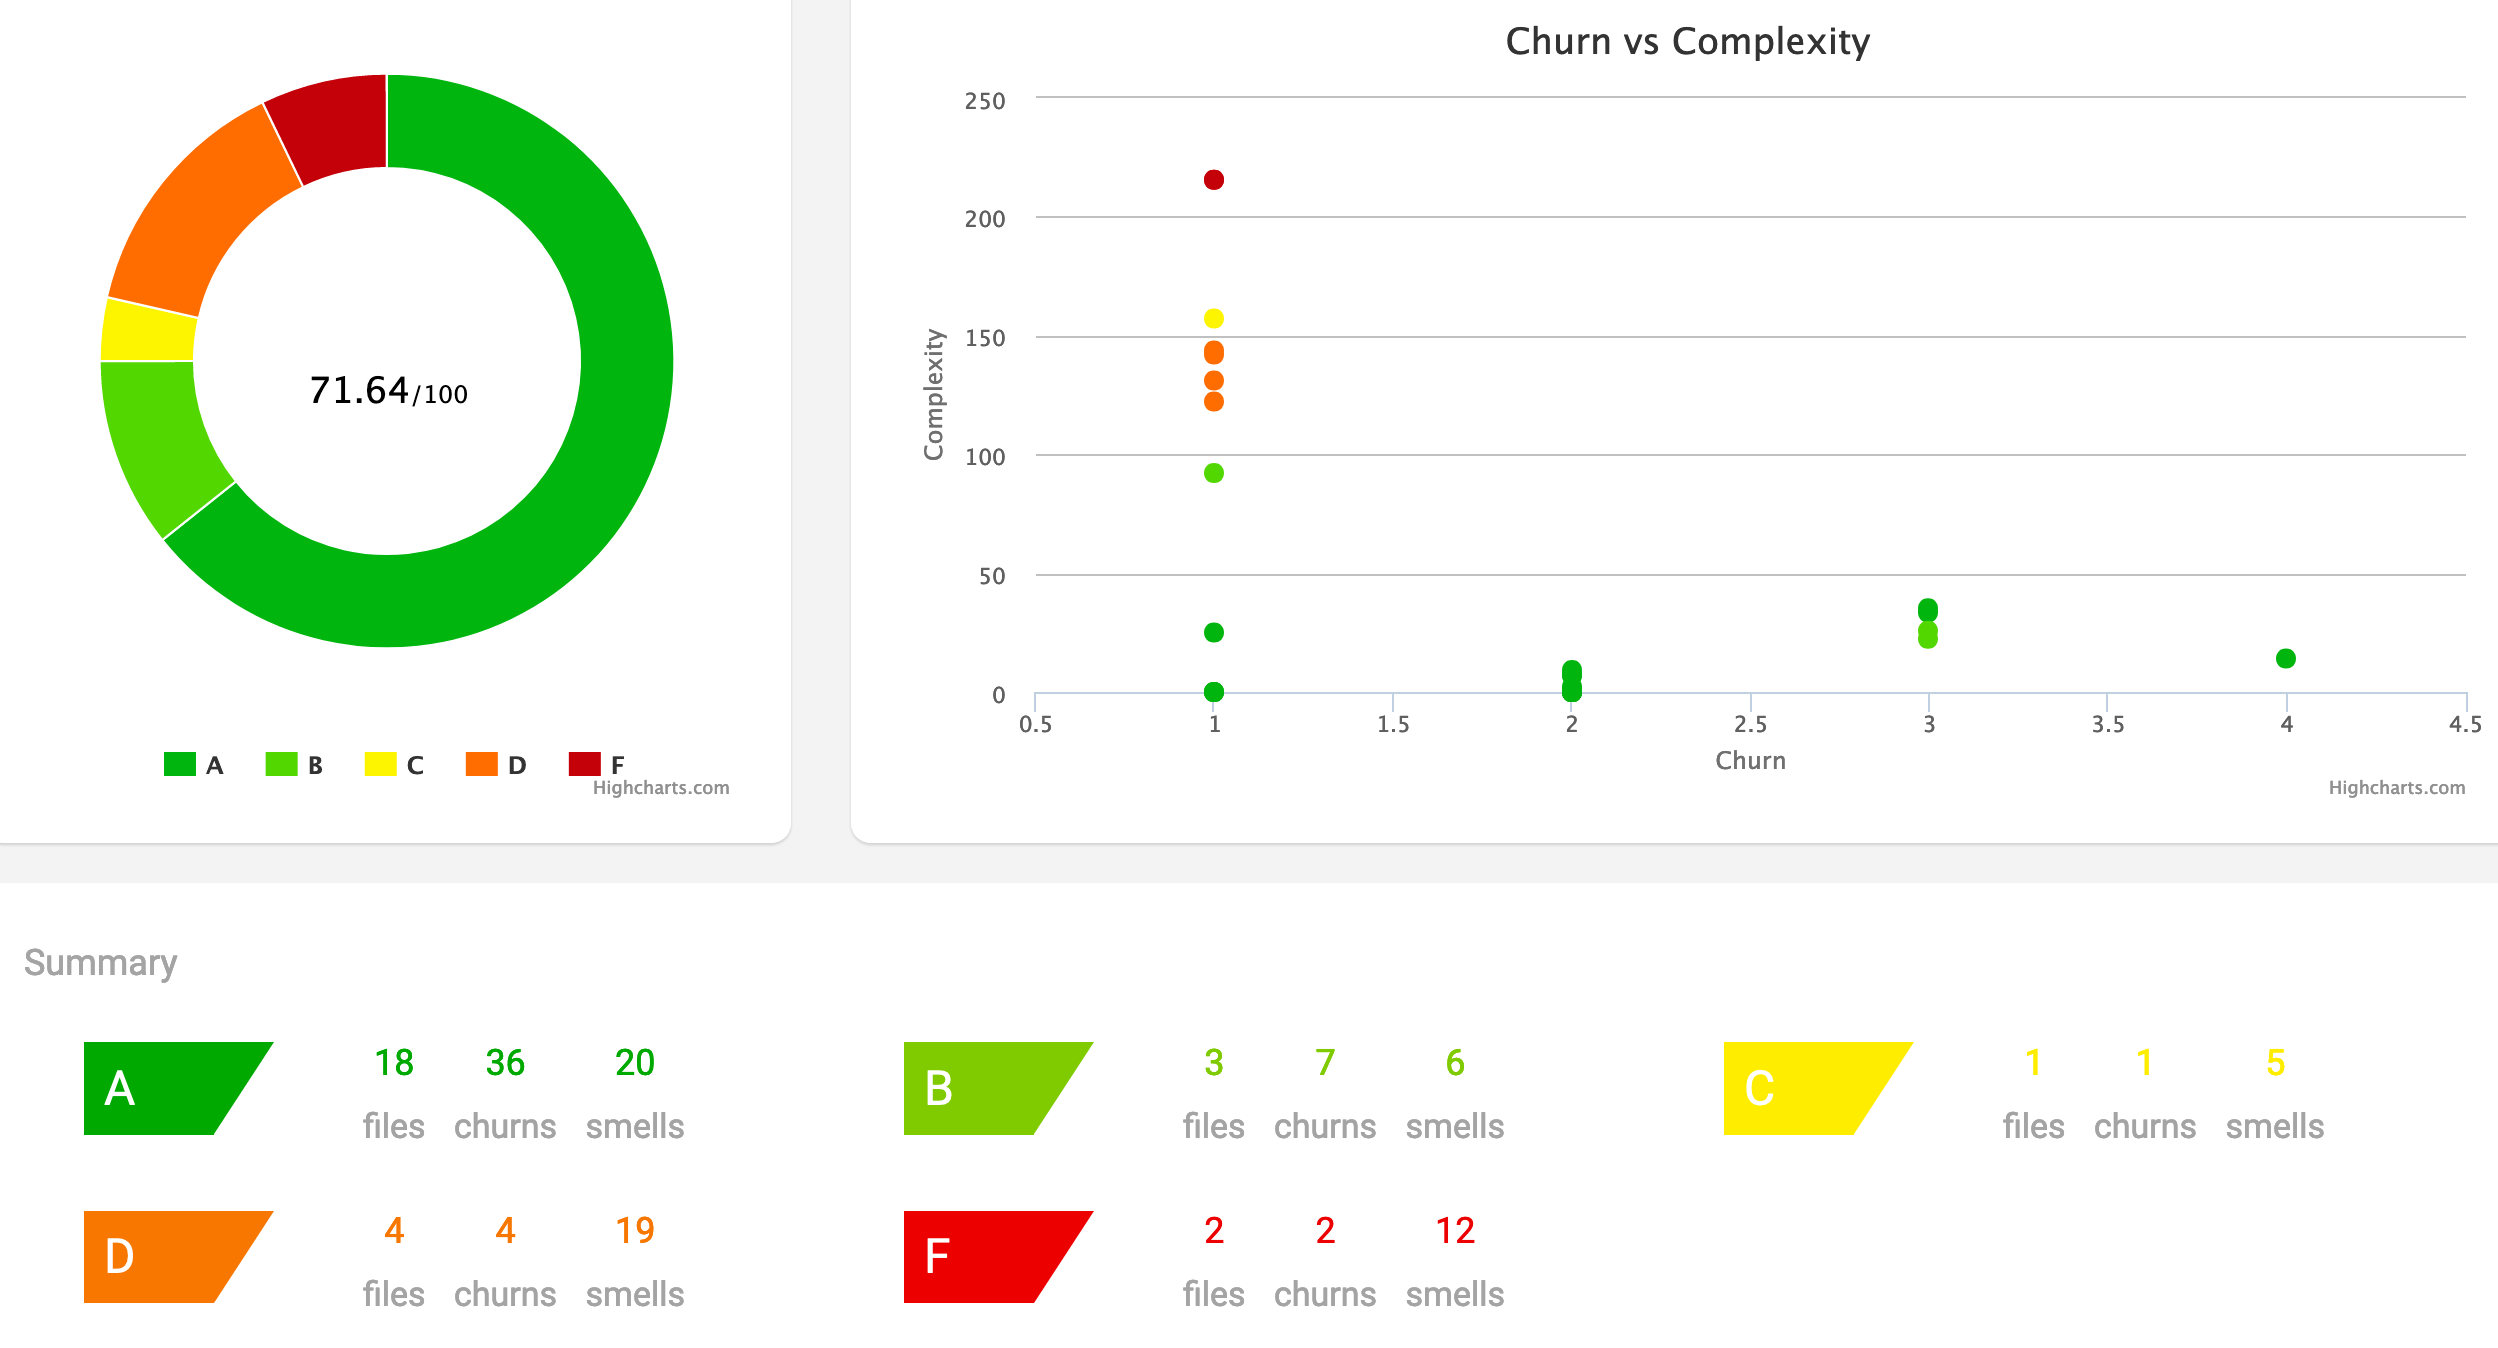 71.64/100
A B C D F
Highcharts.com
Churn vs Complexity
250
200
150
100
50
0
Complexity
0.5 1 1.5 2 2.5 3 3.5 4 4.5
Churn
Highcharts.com
Summary
A
18 36 20
files churns smells
B
3 7 6
files churns smells
C
1 1 5
files churns smells
D
4 4 19
files churns smells
F
2 2 12
files churns smells